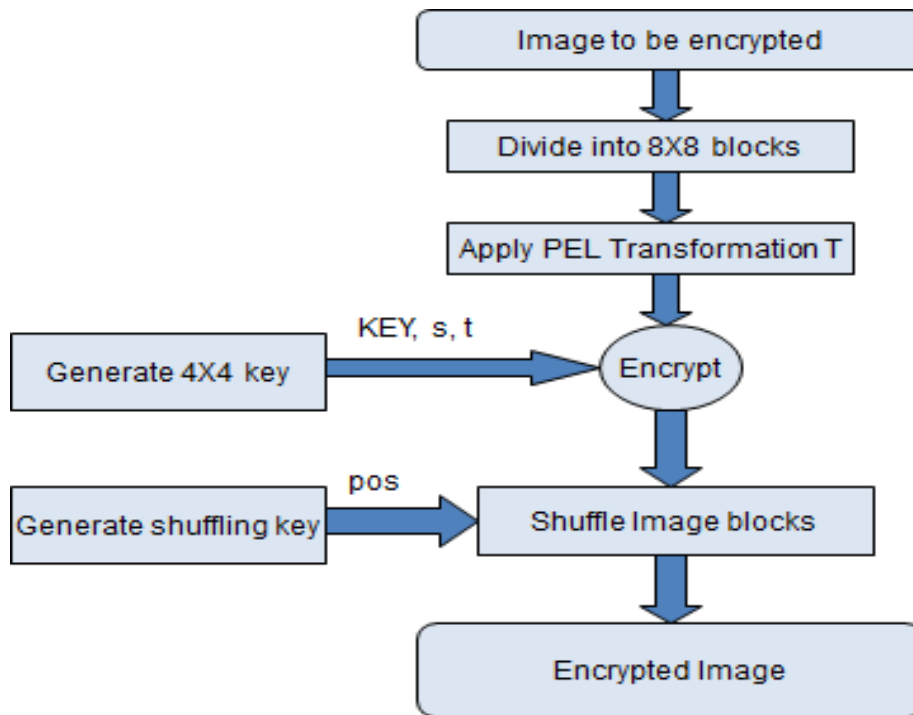 Image to be encrypted
Divide into 8X8 blocks
Apply PEL Transformation T
KEY, s, t
Generate 4X4 key
Encrypt
pos
Generate shuffling key
Shuffle Image blocks
Encrypted Image